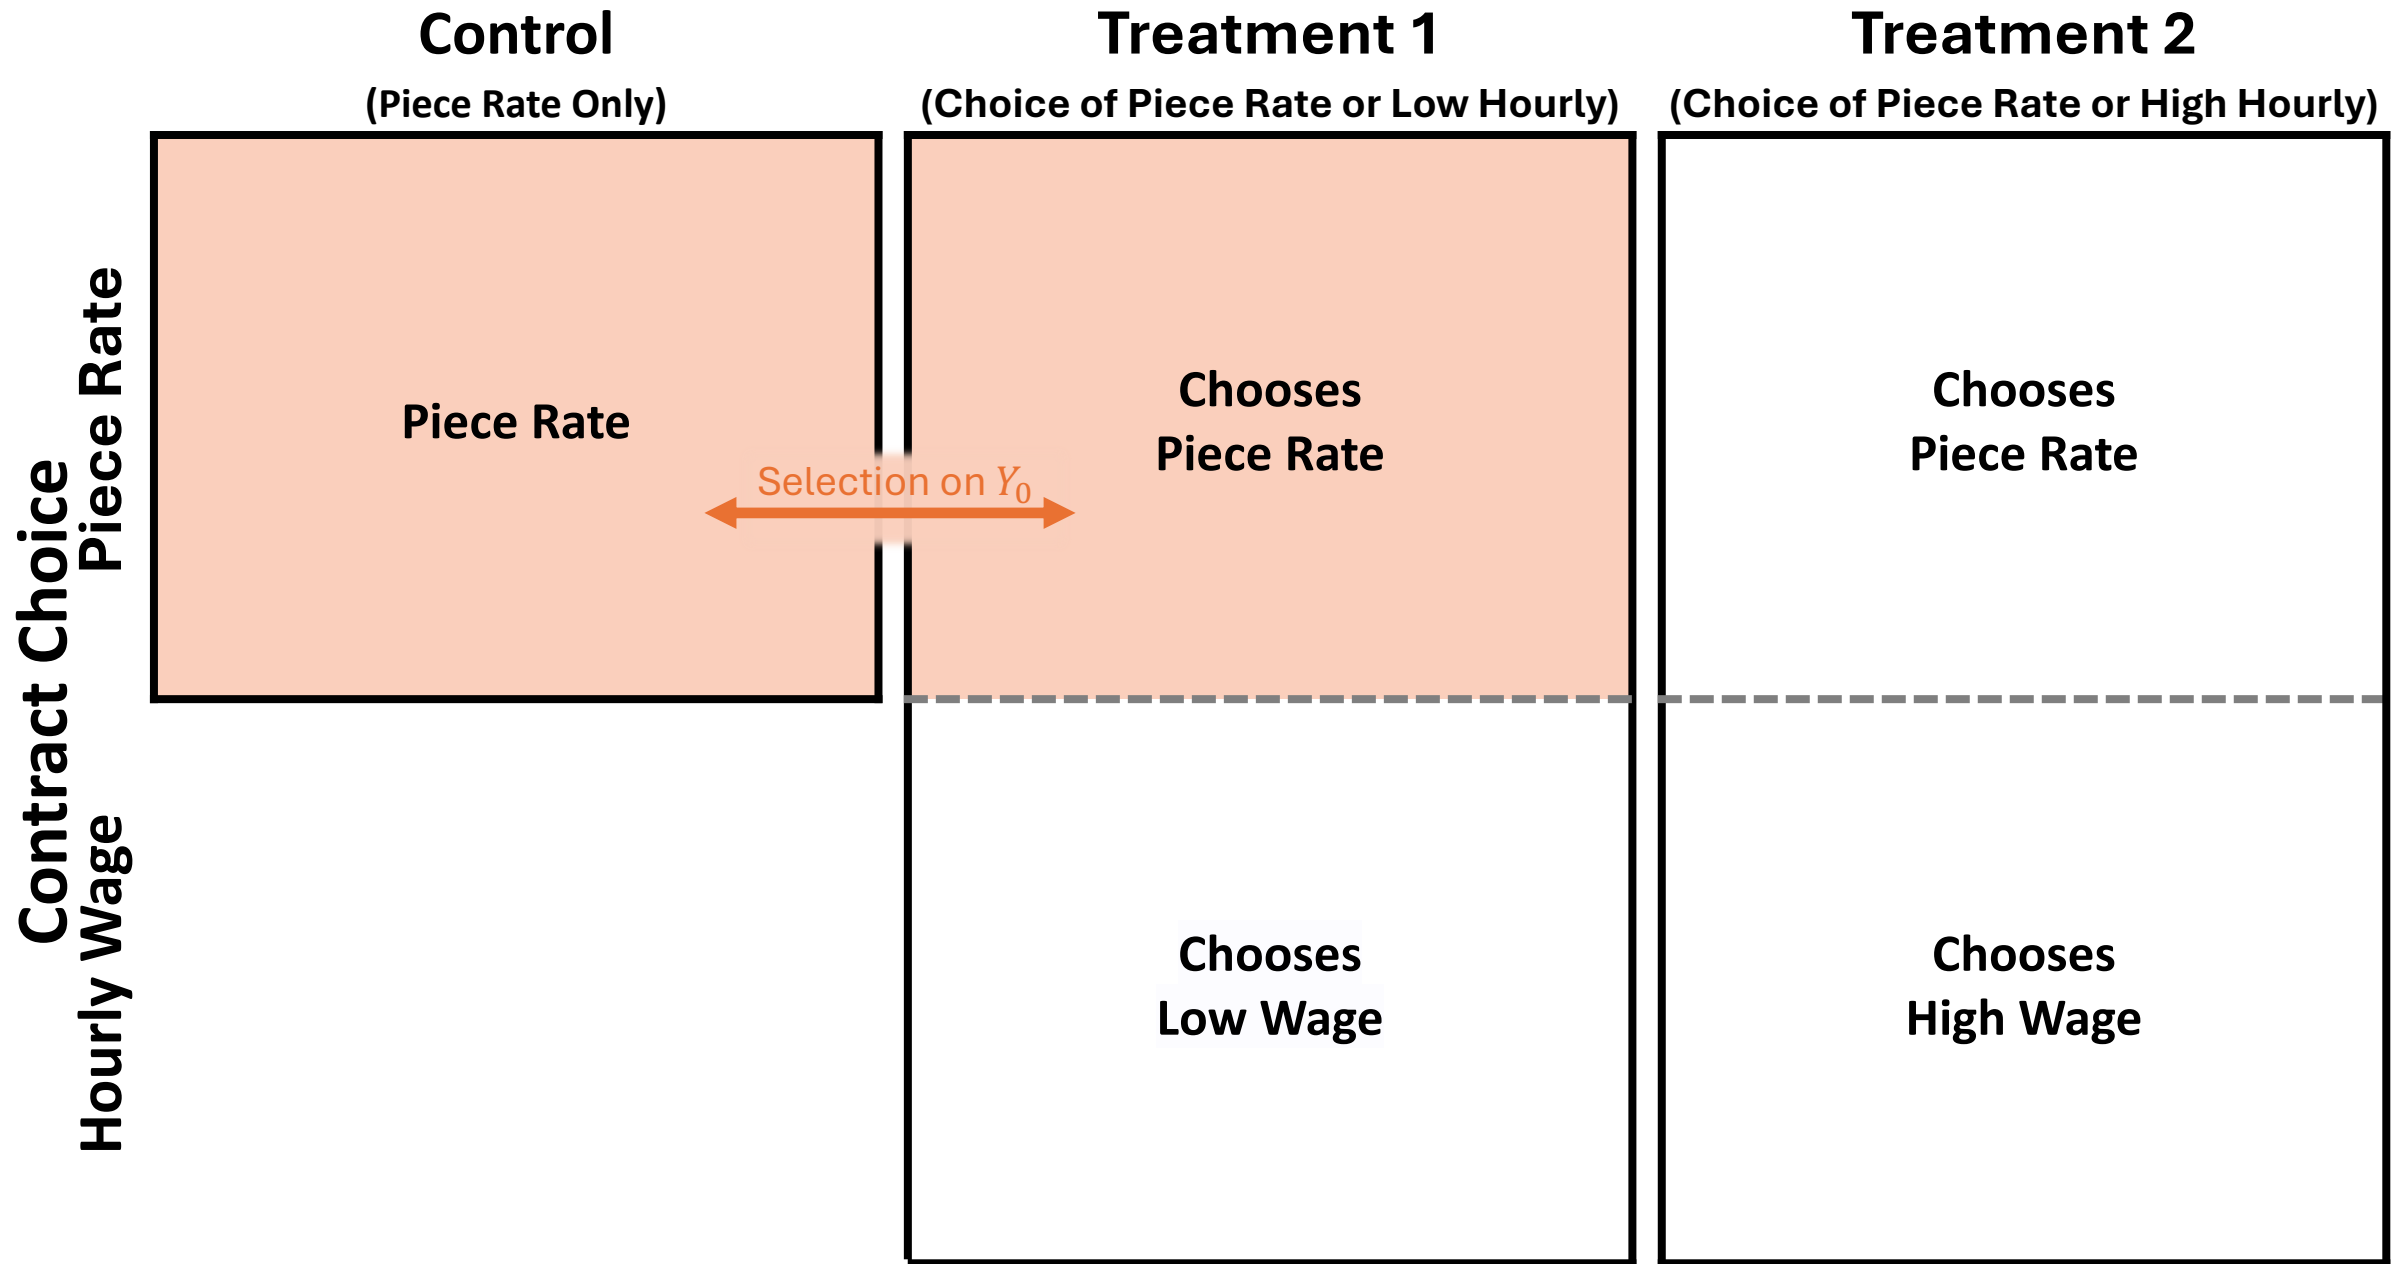 Control
(Piece Rate Only)
Treatment 1
(Choice of Piece Rate or Low Hourly)
Treatment 2
(Choice of Piece Rate or High Hourly)
Contract Choice
Piece Rate
Hourly Wage
Piece Rate
Selection on Y₀
Chooses
Piece Rate
Chooses
Piece Rate
Chooses
Low Wage
Chooses
High Wage